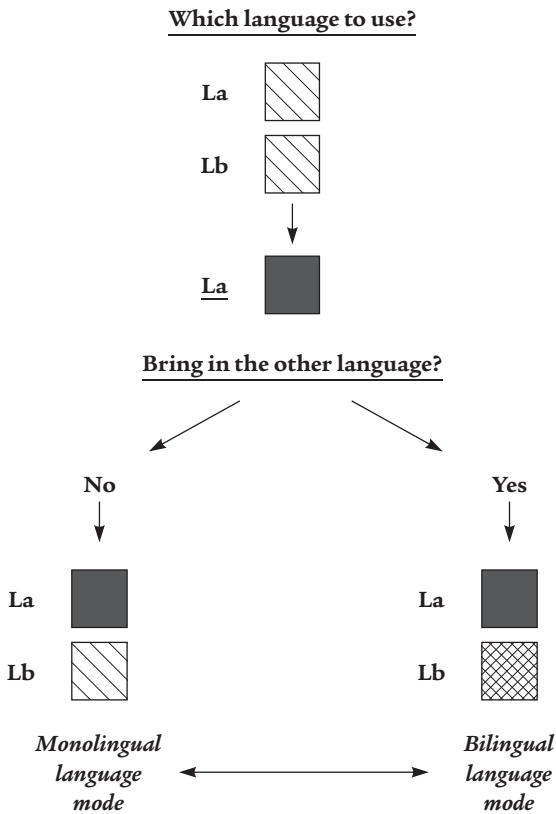 Which language to use?
La
Lb
La
Bring in the other language?
No
Yes
La
La
Lb
Lb
Monolingual
language
mode
Bilingual
language
mode